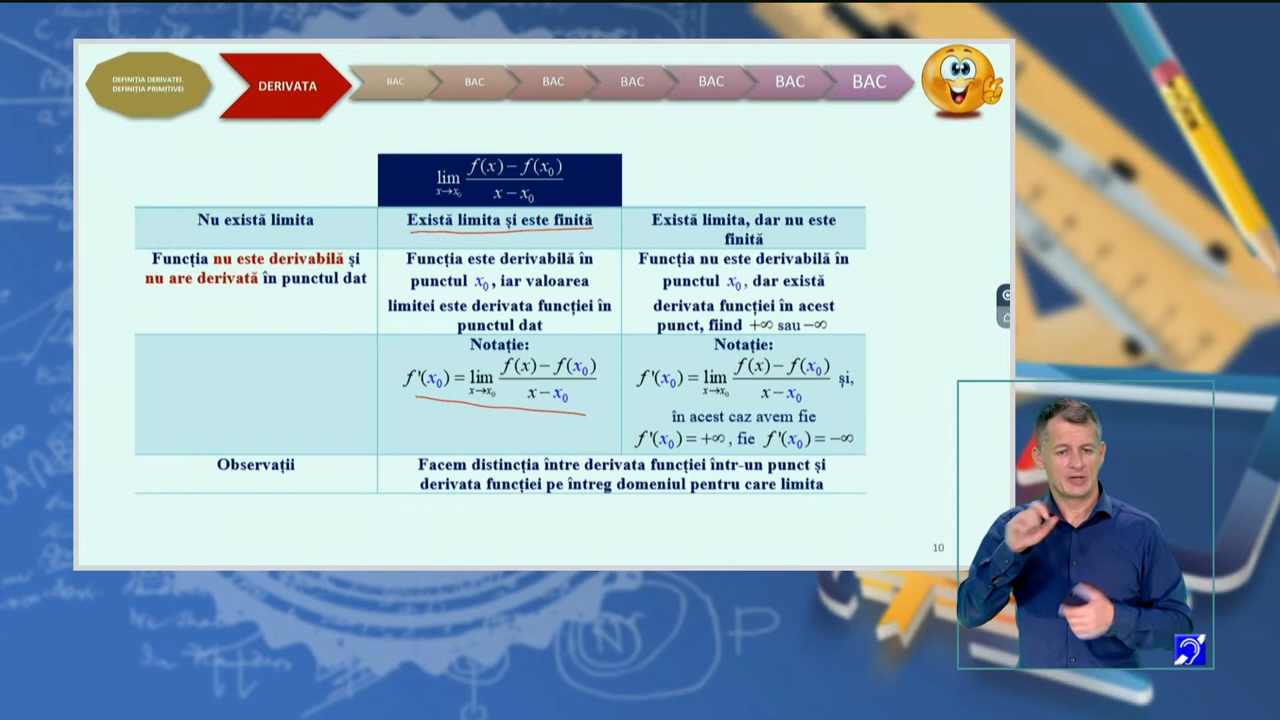 DEFINIȚIA DERIVATEI.
DEFINIȚIA PRIMITIVEI
DERIVATA
BAC
BAC
BAC
BAC
BAC
BAC
BAC
lim x→x₀ (f(x) − f(x₀)) / (x − x₀)
Nu există limita
Există limita și este finită
Există limita, dar nu este
finită
Funcția nu este derivabilă și
nu are derivată în punctul dat
Funcția este derivabilă în
punctul x₀, iar valoarea
limitei este derivata funcției în
punctul dat
Funcția nu este derivabilă în
punctul x₀, dar există
derivata funcției în acest
punct, fiind +∞ sau −∞
Notație:
f'(x₀) = lim x→x₀ (f(x) − f(x₀)) / (x − x₀)
Notație:
f'(x₀) = lim x→x₀ (f(x) − f(x₀)) / (x − x₀) și,
în acest caz avem fie
f'(x₀) = +∞, fie f'(x₀) = −∞
Observații
Facem distincția între derivata funcției într-un punct și
derivata funcției pe întreg domeniul pentru care limita
10
N
P